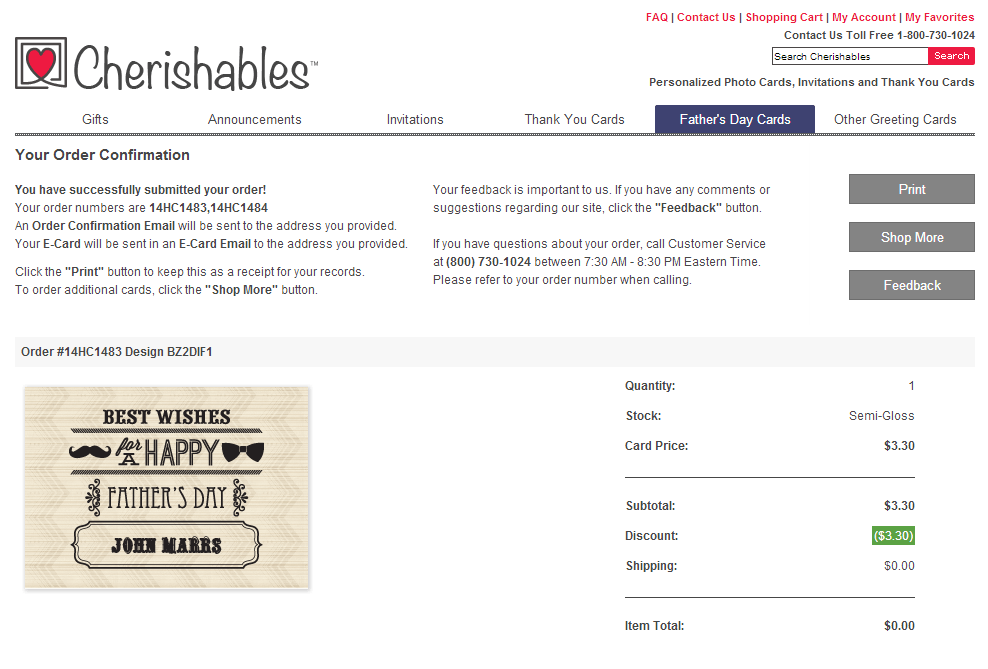 FAQ | Contact Us | Shopping Cart | My Account | My Favorites
Contact Us Toll Free 1-800-730-1024
Search Cherishables Search
Cherishables™
Personalized Photo Cards, Invitations and Thank You Cards
Gifts Announcements Invitations Thank You Cards Father's Day Cards Other Greeting Cards
Your Order Confirmation
You have successfully submitted your order!
Your order numbers are 14HC1483,14HC1484
An Order Confirmation Email will be sent to the address you provided.
Your E-Card will be sent in an E-Card Email to the address you provided.
Click the "Print" button to keep this as a receipt for your records.
To order additional cards, click the "Shop More" button.
Your feedback is important to us. If you have any comments or
suggestions regarding our site, click the "Feedback" button.
If you have questions about your order, call Customer Service
at (800) 730-1024 between 7:30 AM - 8:30 PM Eastern Time.
Please refer to your order number when calling.
Print
Shop More
Feedback
Order #14HC1483 Design BZ2DIF1
BEST WISHES
for A HAPPY
FATHER'S DAY
JOHN MARRS
Quantity: 1
Stock: Semi-Gloss
Card Price: $3.30
Subtotal: $3.30
Discount: ($3.30)
Shipping: $0.00
Item Total: $0.00